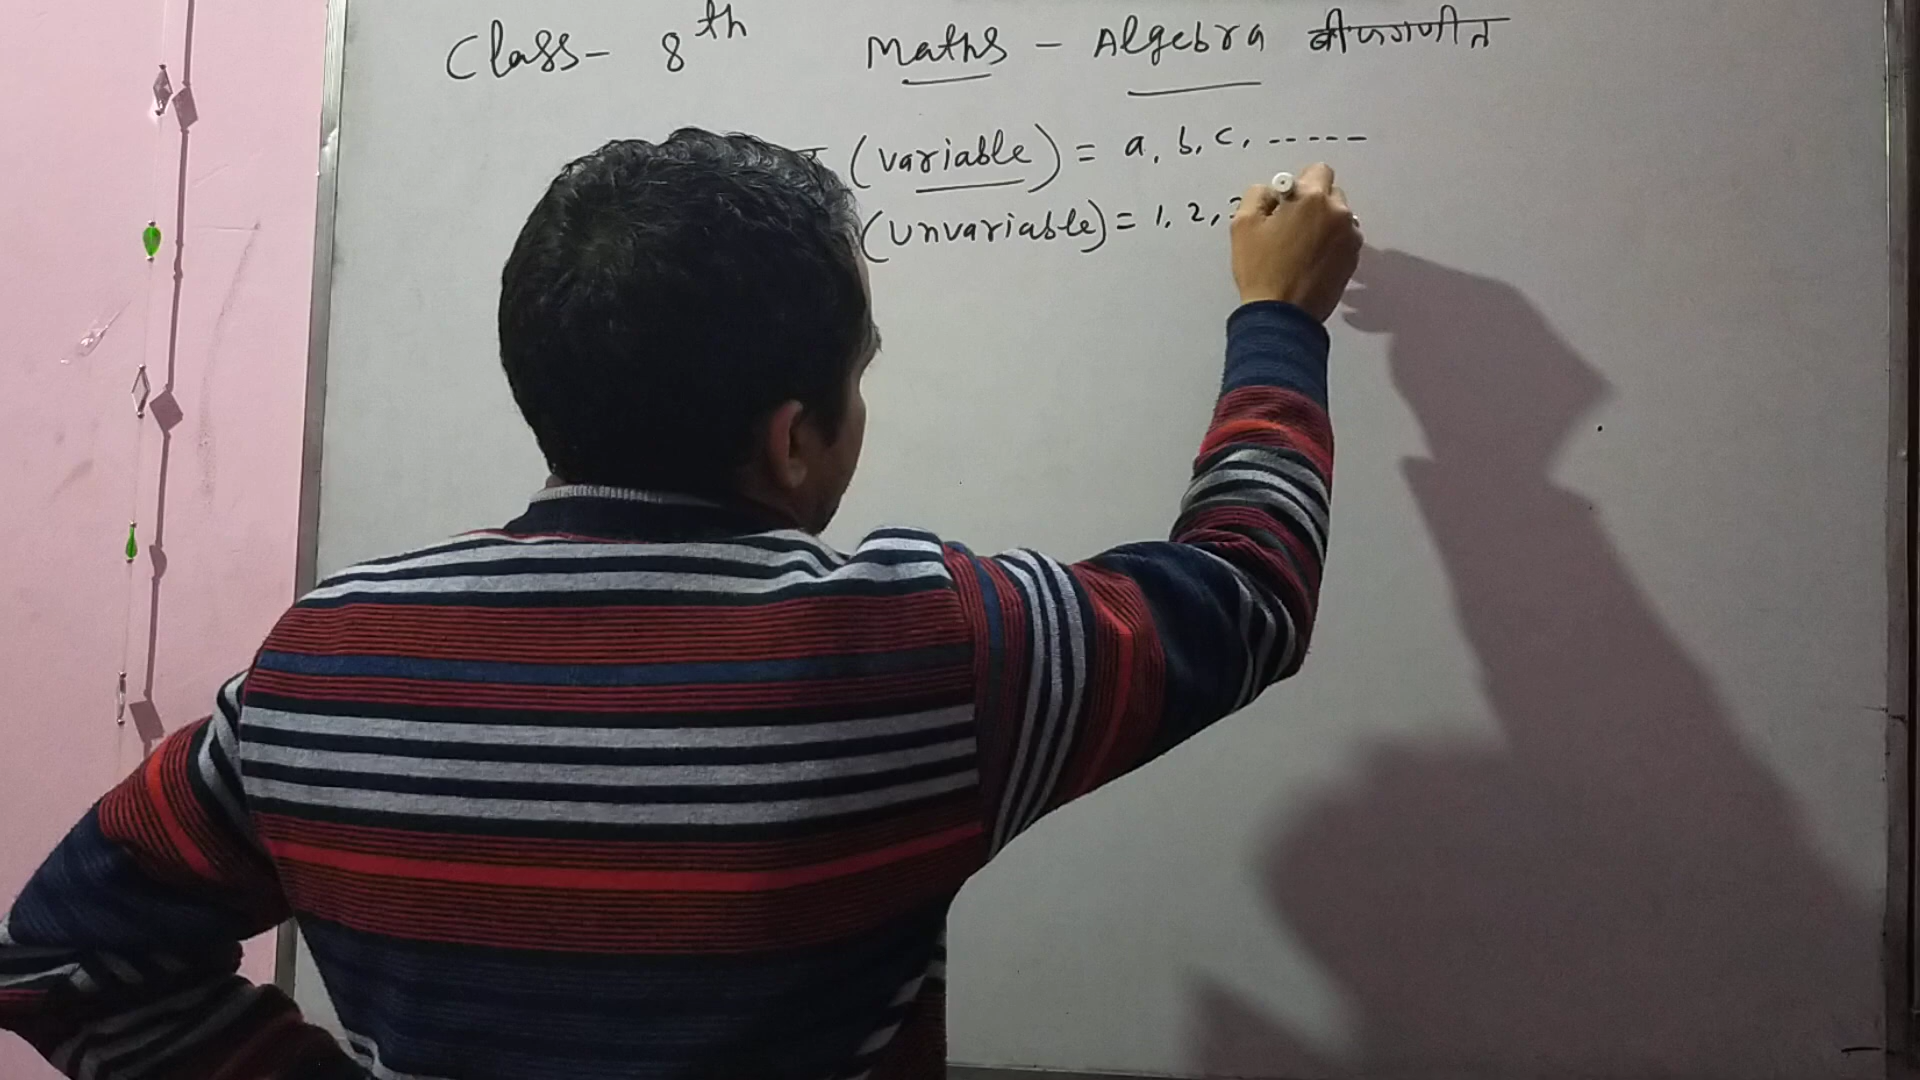 Class- 8th Maths - Algebra बीजगणीत
(variable) = a, b, c, -----
(Unvariable) = 1, 2,